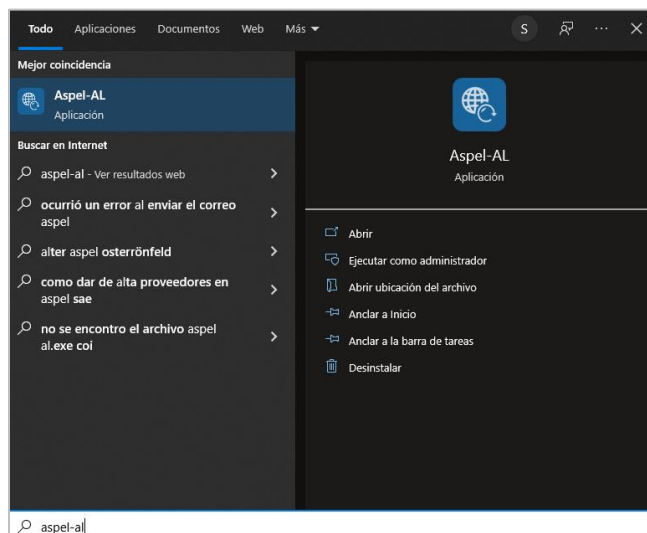 Todo Aplicaciones Documentos Web Más S
Mejor coincidencia
Aspel-AL
Aplicación
Buscar en Internet
aspel-al - Ver resultados web
ocurrió un error al enviar el correo
aspel
alter aspel osterrönfeld
como dar de alta proveedores en
aspel sae
no se encontro el archivo aspel
al.exe coi
Aspel-AL
Aplicación
Abrir
Ejecutar como administrador
Abrir ubicación del archivo
Anclar a Inicio
Anclar a la barra de tareas
Desinstalar
aspel-al